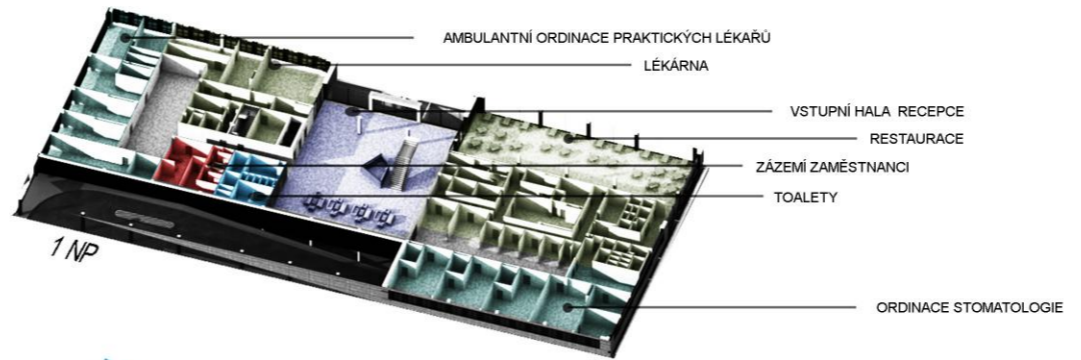 AMBULANTNÍ ORDINACE PRAKTICKÝCH LÉKAŘŮ
LÉKÁRNA
VSTUPNÍ HALA RECEPCE
RESTAURACE
ZÁZEMÍ ZAMĚSTNANCI
TOALETY
1 NP
ORDINACE STOMATOLOGIE